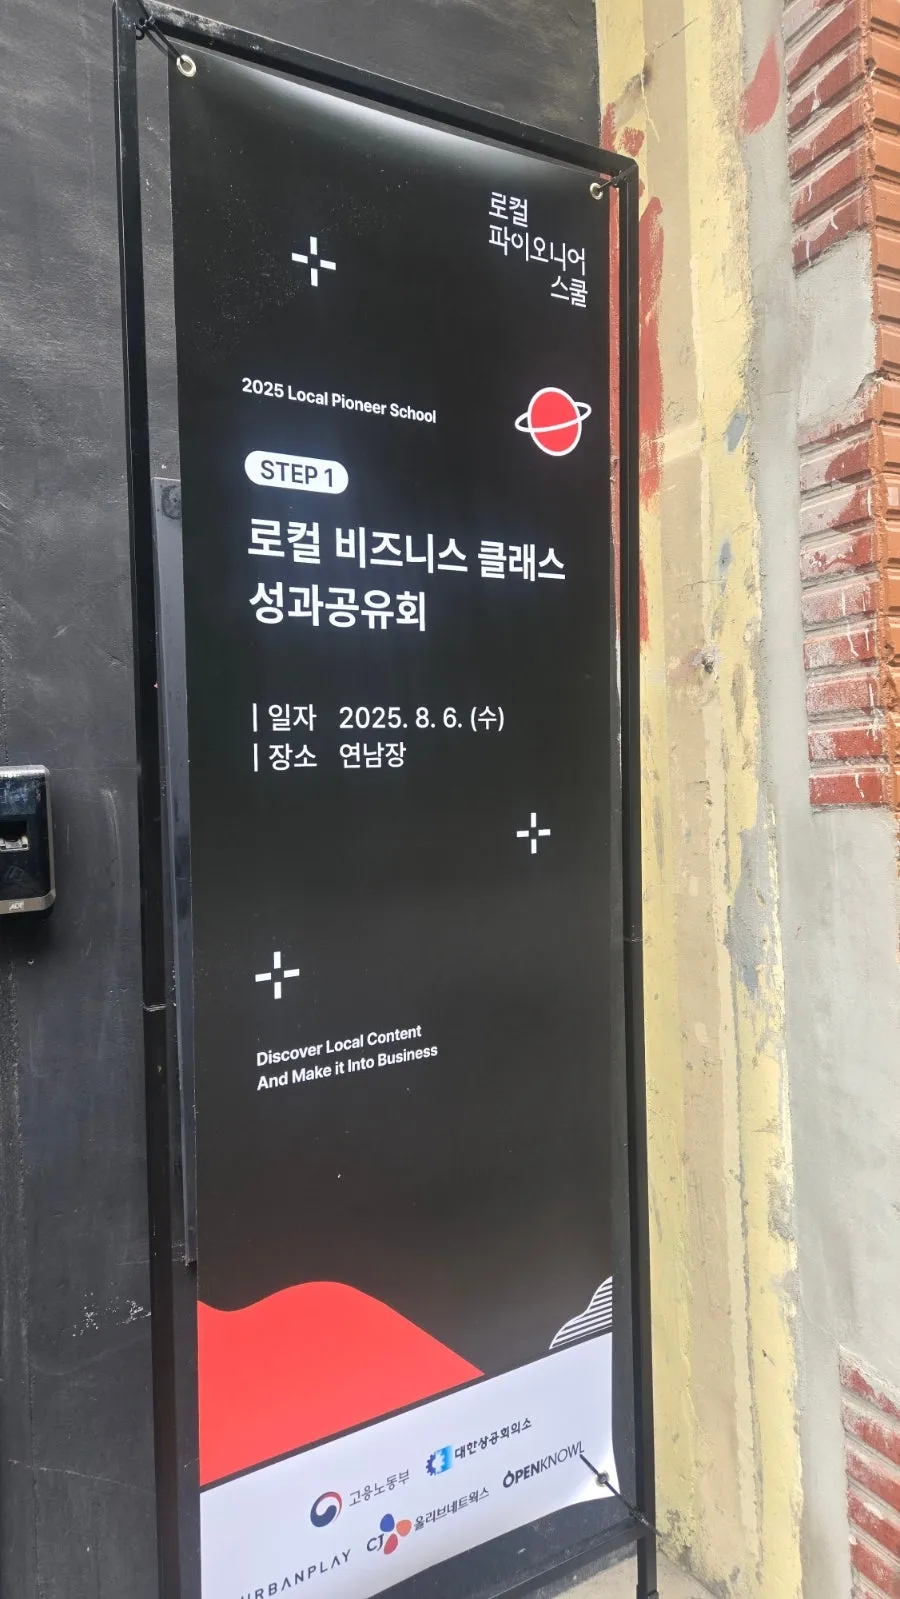 로컬
파이오니어
스쿨
2025 Local Pioneer School
STEP 1
로컬 비즈니스 클래스
성과공유회
| 일자 2025. 8. 6. (수)
| 장소 연남장
Discover Local Content
And Make it Into Business
고용노동부 대한상공회의소
URBANPLAY CJ 올리브네트웍스 OPENKNOWL
ADT